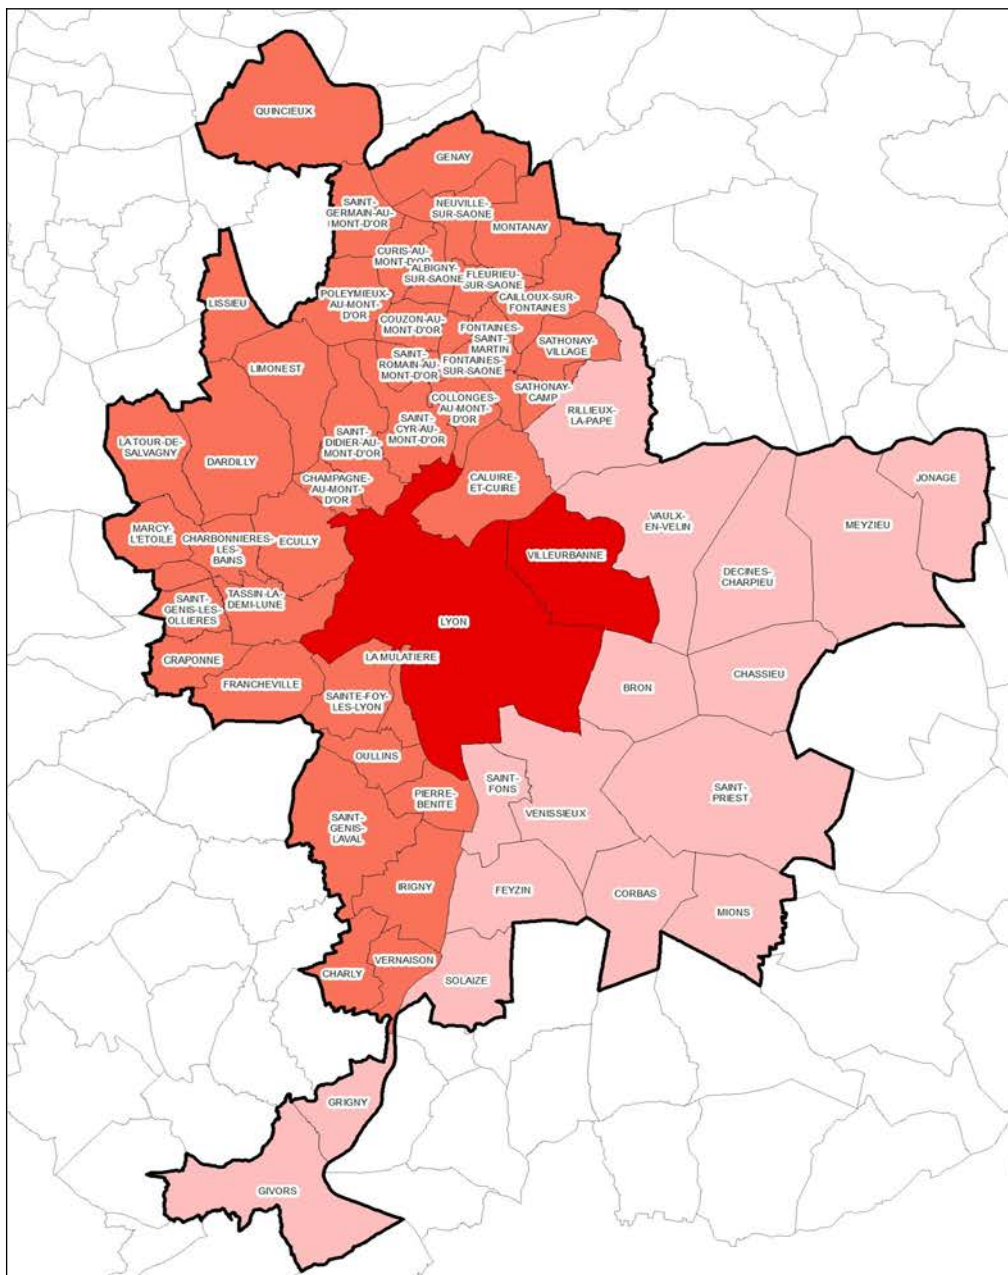 QUINCIEUX
GENAY
SAINT-
GERMAIN-AU-
MONT-D'OR
NEUVILLE-
SUR-SAONE
MONTANAY
CURIS-AU-
MONT-D'OR
ALBIGNY-
SUR-SAONE
FLEURIEU-
SUR-SAONE
LISSIEU
POLEYMIEUX-
AU-MONT-
D'OR
CAILLOUX-SUR-
FONTAINES
COUZON-AU-
MONT-D'OR
FONTAINES-
SAINT-
MARTIN
SATHONAY-
VILLAGE
LIMONEST
SAINT-
ROMAIN-AU-
MONT-D'OR
FONTAINES-
SUR-SAONE
SATHONAY-
CAMP
COLLONGES-
AU-MONT-
D'OR
RILLIEUX-
LA-PAPE
LA TOUR-DE-
SALVAGNY
DARDILLY
SAINT-
DIDIER-AU-
MONT-D'OR
SAINT-
CYR-AU-
MONT-D'OR
CHAMPAGNE-
AU-MONT-
D'OR
CALUIRE-
ET-CUIRE
JONAGE
MARCY-
L'ETOILE
CHARBONNIERES-
LES-
BAINS
ECULLY
VAULX-
EN-VELIN
MEYZIEU
VILLEURBANNE
DECINES-
CHARPIEU
SAINT-
GENIS-LES-
OLLIERES
TASSIN-LA-
DEMI-LUNE
LYON
CRAPONNE
FRANCHEVILLE
LA MULATIERE
SAINTE-FOY-
LES-LYON
BRON
CHASSIEU
OULLINS
PIERRE-
BENITE
SAINT-
FONS
VENISSIEUX
SAINT-
PRIEST
SAINT-
GENIS-
LAVAL
IRIGNY
FEYZIN
CORBAS
MIONS
CHARLY
VERNAISON
SOLAIZE
GRIGNY
GIVORS